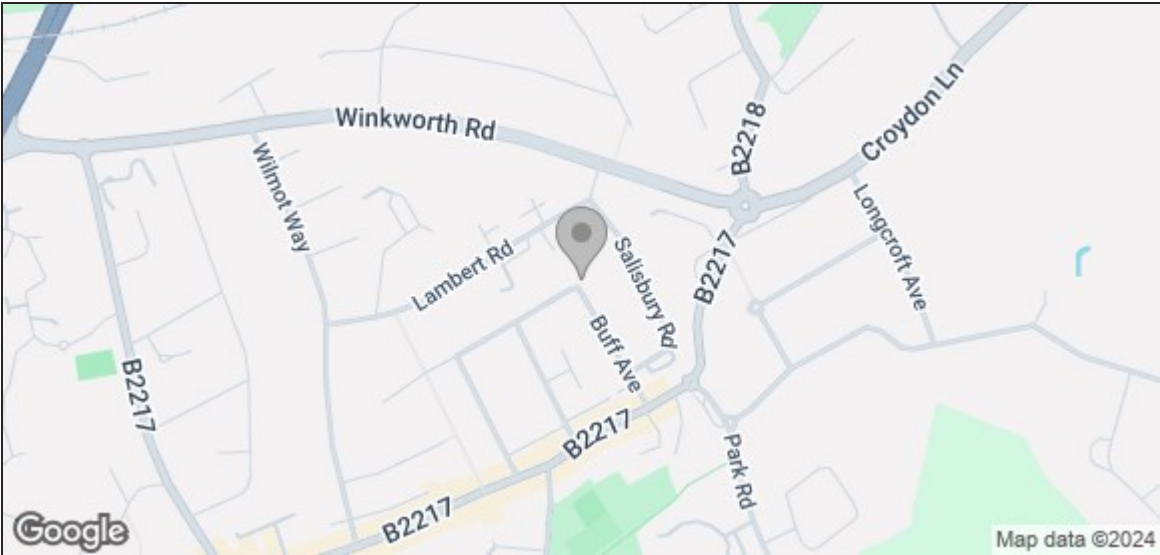 Winkworth Rd
B2218
Croydon Ln
Wilmot Way
Lambert Rd
Salisbury Rd
B2217
Longcroft Ave
Buff Ave
B2217
B2217
Park Rd
B2217
Google
Map data ©2024